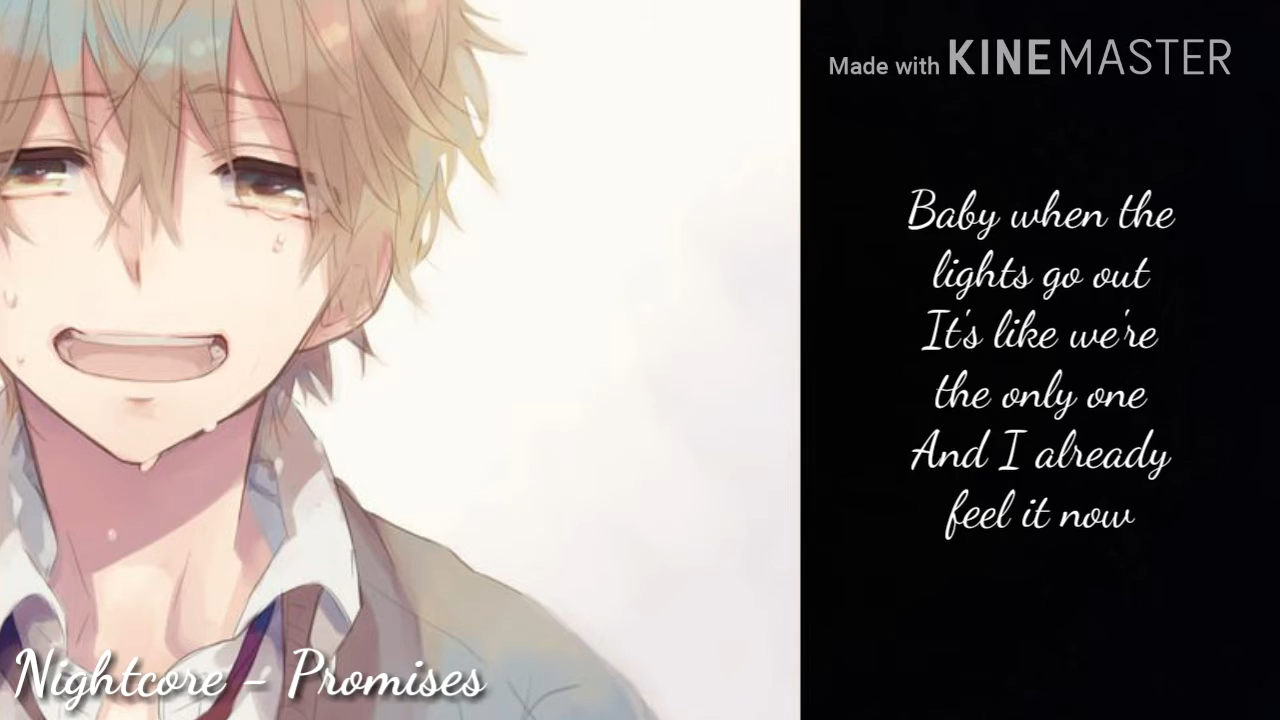 Made with KINEMASTER
Baby when the
lights go out
It's like we're
the only one
And I already
feel it now
Nightcore - Promises